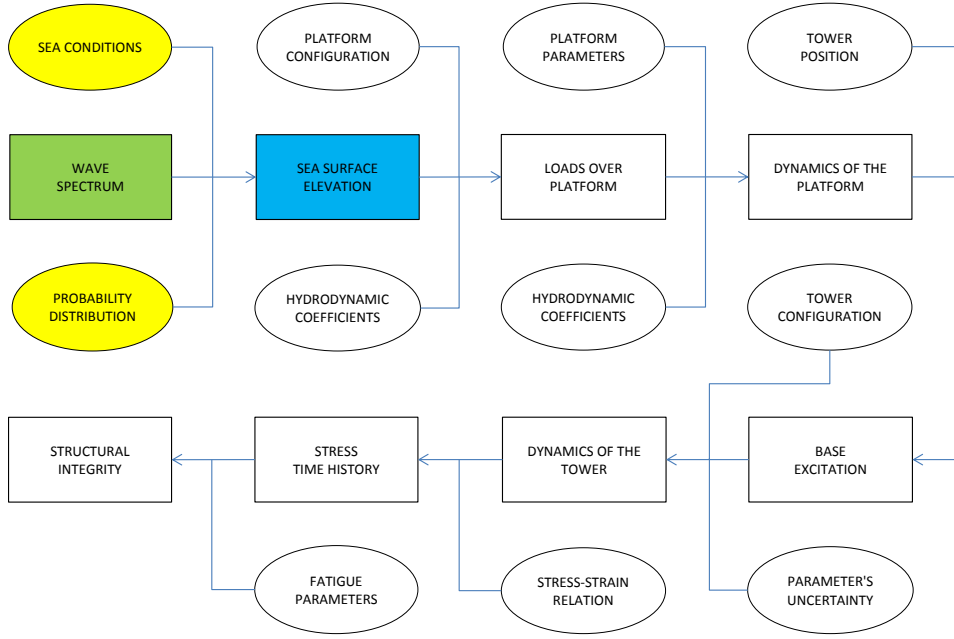 SEA CONDITIONS
PLATFORM
CONFIGURATION
PLATFORM
PARAMETERS
TOWER
POSITION
WAVE
SPECTRUM
SEA SURFACE
ELEVATION
LOADS OVER
PLATFORM
DYNAMICS OF THE
PLATFORM
PROBABILITY
DISTRIBUTION
HYDRODYNAMIC
COEFFICIENTS
HYDRODYNAMIC
COEFFICIENTS
TOWER
CONFIGURATION
STRUCTURAL
INTEGRITY
STRESS
TIME HISTORY
DYNAMICS OF THE
TOWER
BASE
EXCITATION
FATIGUE
PARAMETERS
STRESS-STRAIN
RELATION
PARAMETER'S
UNCERTAINTY